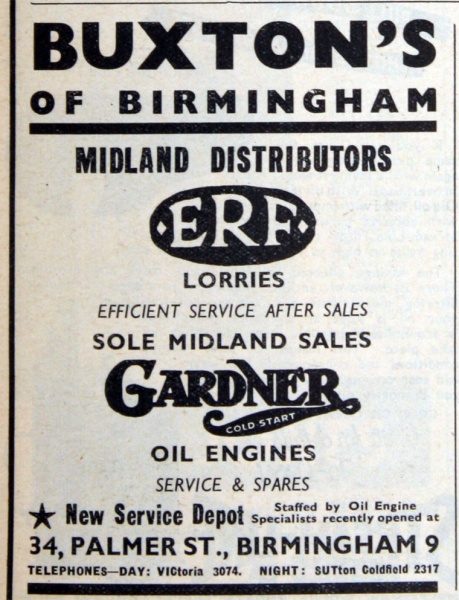 BUXTON'S
OF BIRMINGHAM
MIDLAND DISTRIBUTORS
ERF
LORRIES
EFFICIENT SERVICE AFTER SALES
SOLE MIDLAND SALES
GARDNER
COLD START
OIL ENGINES
SERVICE & SPARES
★ New Service Depot Staffed by Oil Engine
Specialists recently opened at
34, PALMER ST., BIRMINGHAM 9
TELEPHONES—DAY: VICtoria 3074. NIGHT: SUTton Coldfield 2317